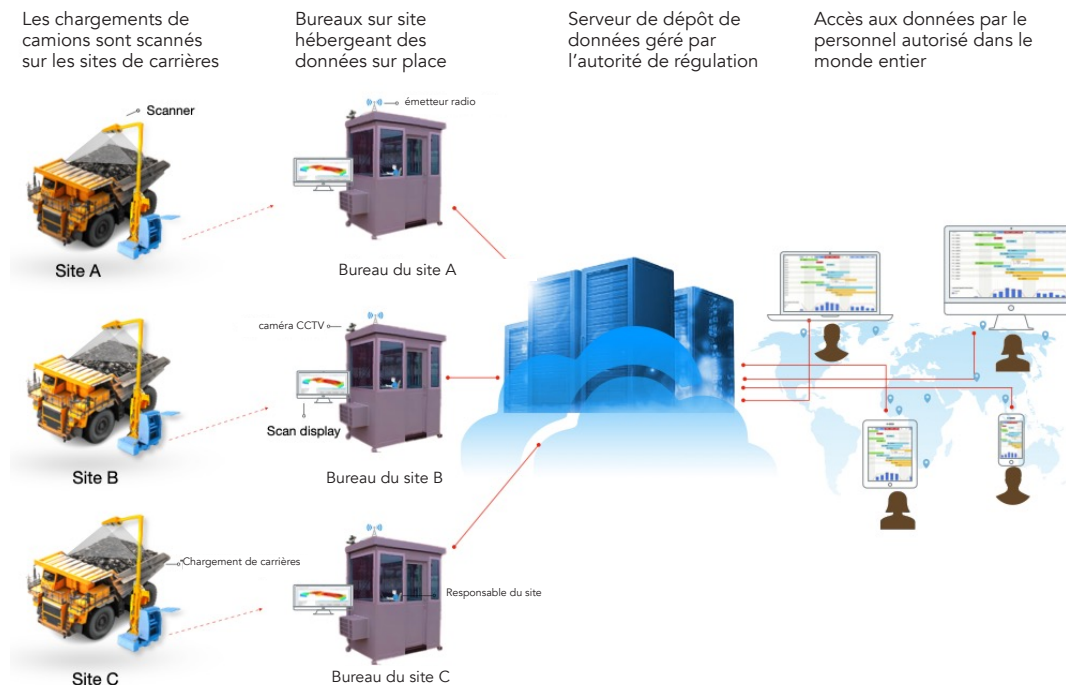 Les chargements de
camions sont scannés
sur les sites de carrières
Bureaux sur site
hébergeant des
données sur place
Serveur de dépôt de
données géré par
l'autorité de régulation
Accès aux données par le
personnel autorisé dans le
monde entier
Scanner
émetteur radio
Site A
Bureau du site A
caméra CCTV
Scan display
Site B
Bureau du site B
Chargement de carrières
Responsable du site
Site C
Bureau du site C